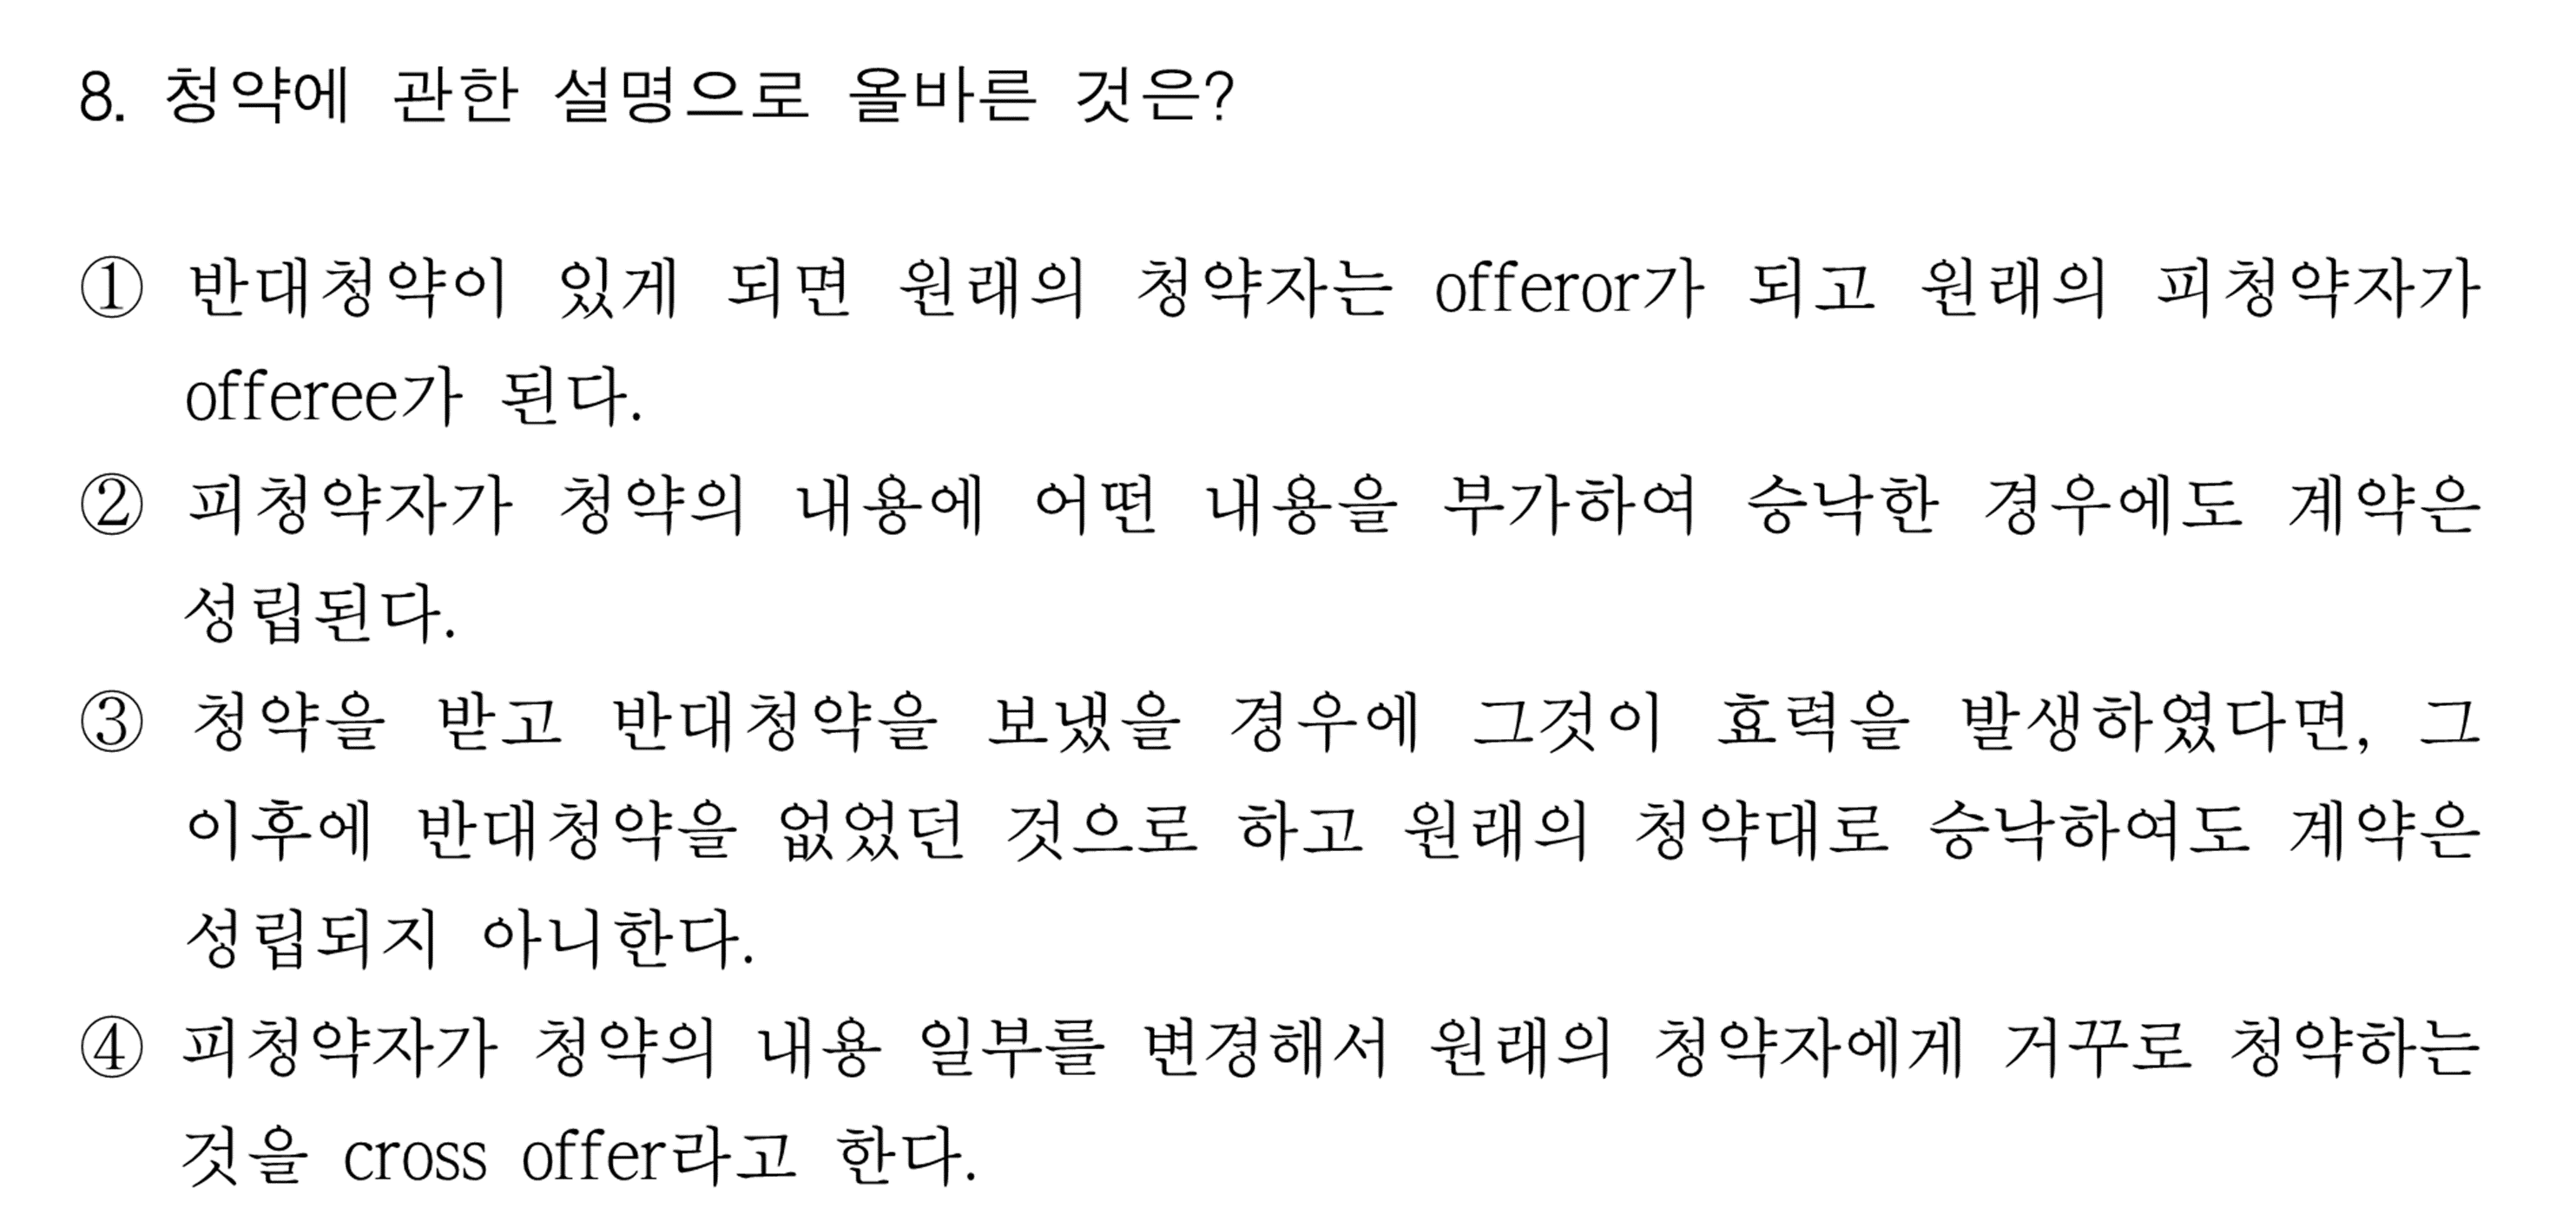 8. 청약에 관한 설명으로 올바른 것은?
① 반대청약이 있게 되면 원래의 청약자는 offeror가 되고 원래의 피청약자가
offeree가 된다.
② 피청약자가 청약의 내용에 어떤 내용을 부가하여 승낙한 경우에도 계약은
성립된다.
③ 청약을 받고 반대청약을 보냈을 경우에 그것이 효력을 발생하였다면, 그
이후에 반대청약을 없었던 것으로 하고 원래의 청약대로 승낙하여도 계약은
성립되지 아니한다.
④ 피청약자가 청약의 내용 일부를 변경해서 원래의 청약자에게 거꾸로 청약하는
것을 cross offer라고 한다.